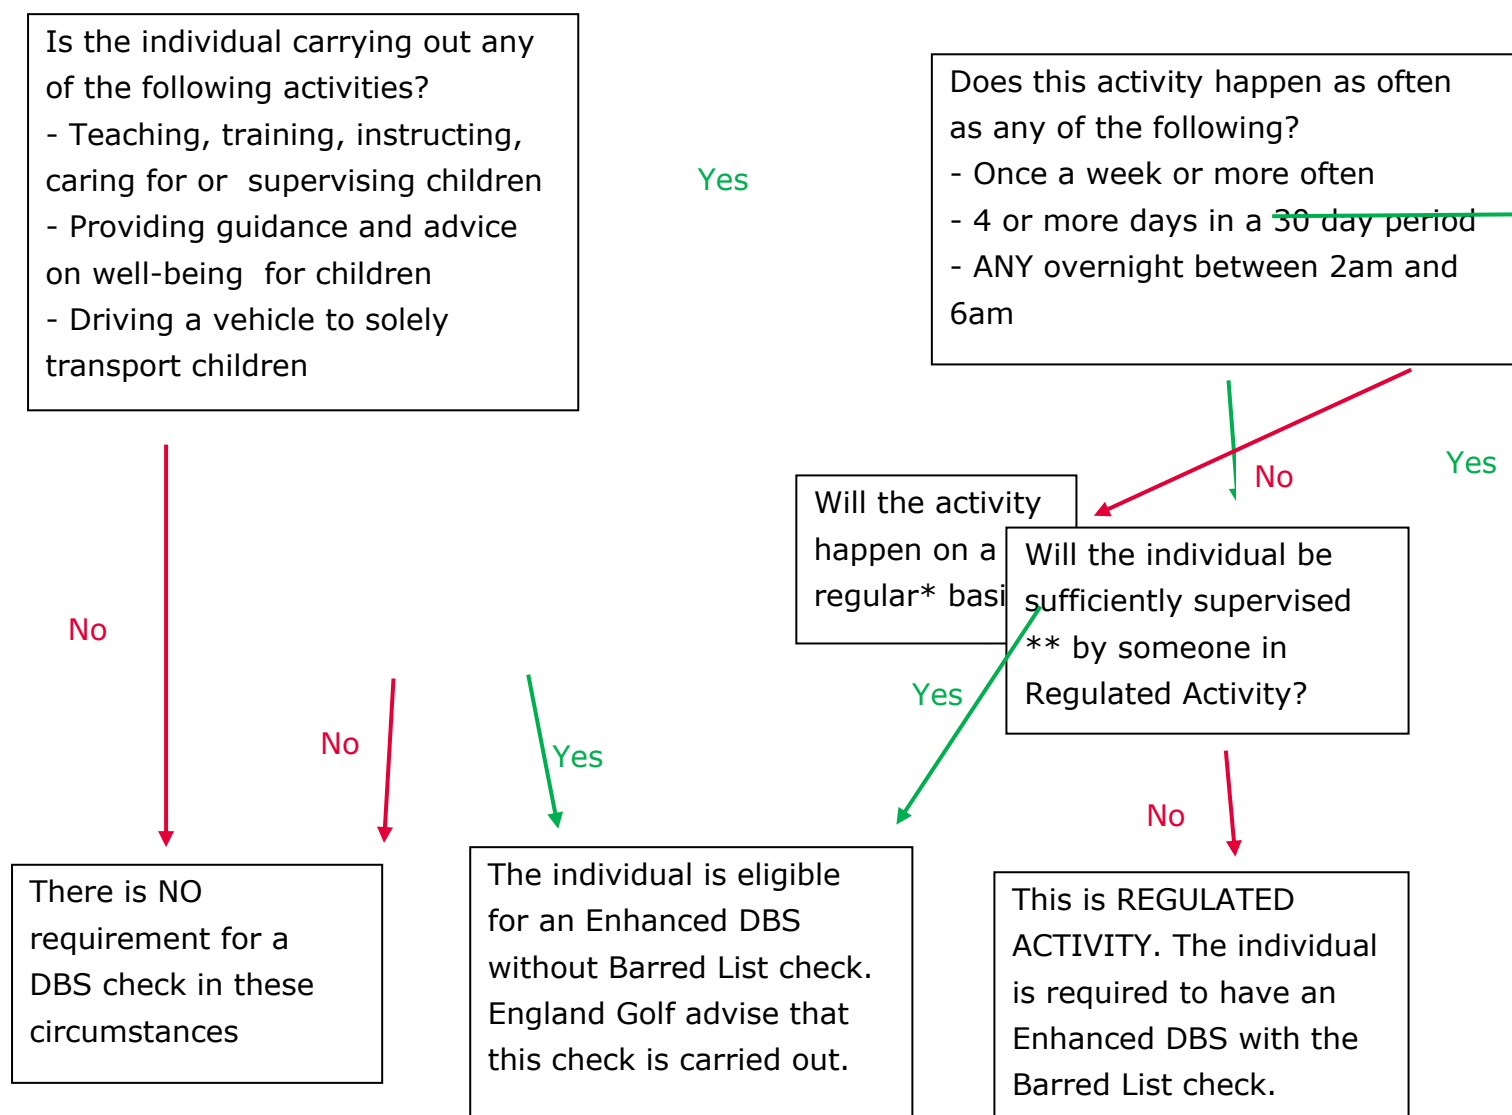 Is the individual carrying out any
of the following activities?
- Teaching, training, instructing,
caring for or  supervising children
- Providing guidance and advice
on well-being  for children
- Driving a vehicle to solely
transport children
Yes
Does this activity happen as often
as any of the following?
- Once a week or more often
- 4 or more days in a 30 day period
- ANY overnight between 2am and
6am
No
Yes
Will the activity
happen on a
regular* basi
Will the individual be
sufficiently supervised
** by someone in
Regulated Activity?
No
Yes
No
Yes
No
There is NO
requirement for a
DBS check in these
circumstances
The individual is eligible
for an Enhanced DBS
without Barred List check.
England Golf advise that
this check is carried out.
This is REGULATED
ACTIVITY. The individual
is required to have an
Enhanced DBS with the
Barred List check.